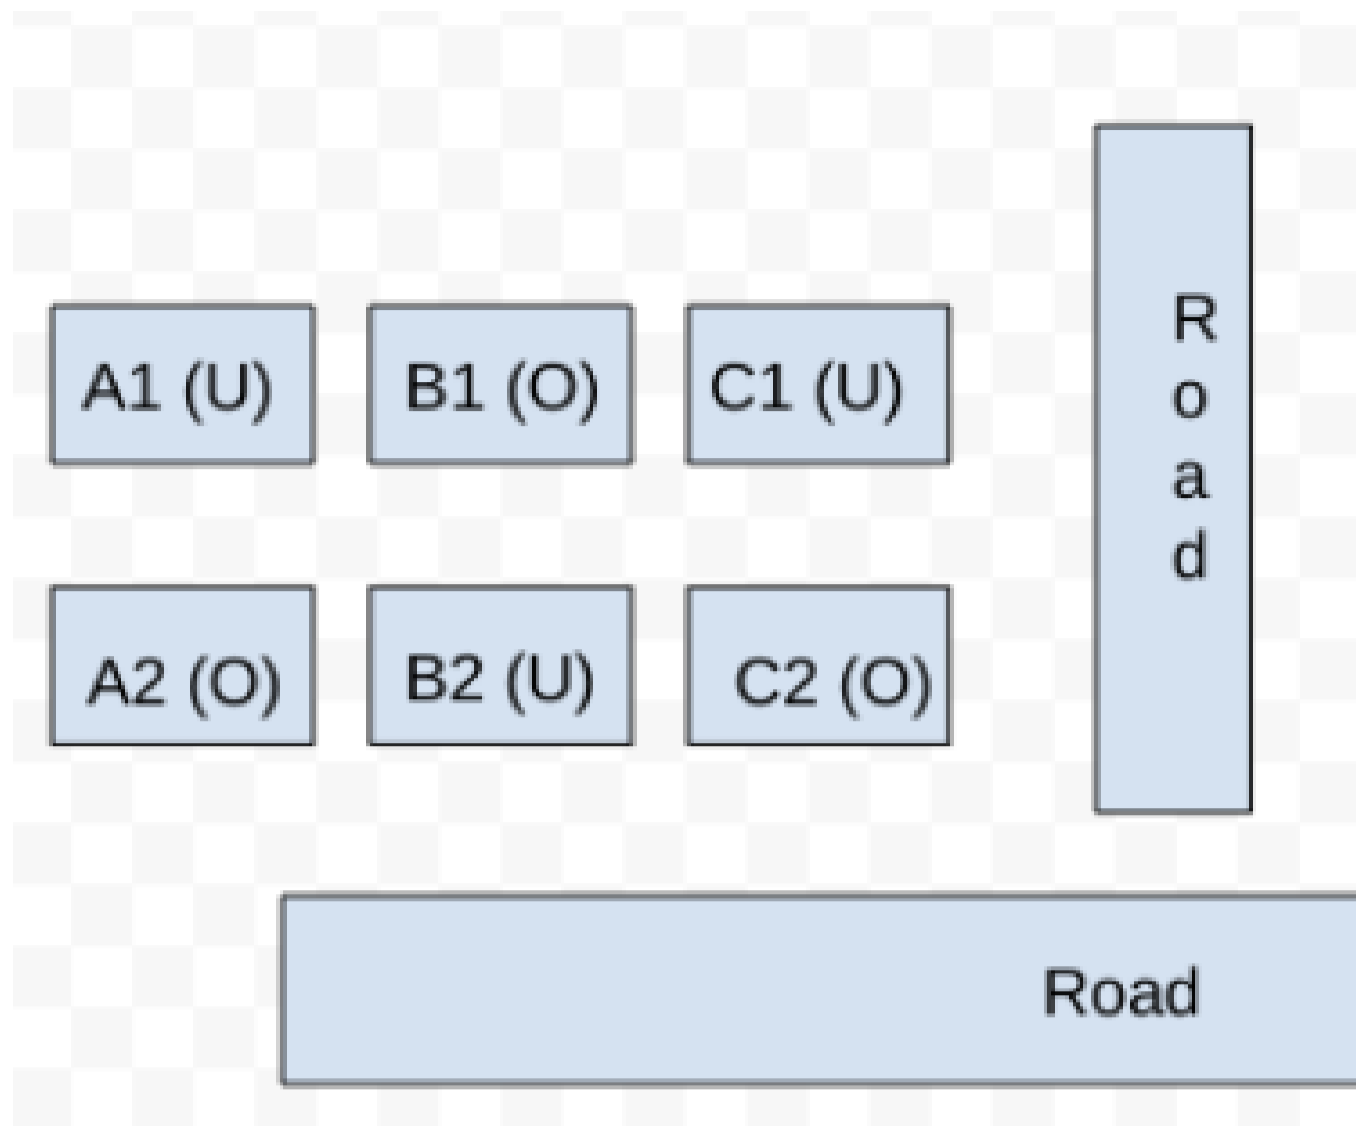 A1 (U)
B1 (O)
C1 (U)
R
o
a
d
A2 (O)
B2 (U)
C2 (O)
Road